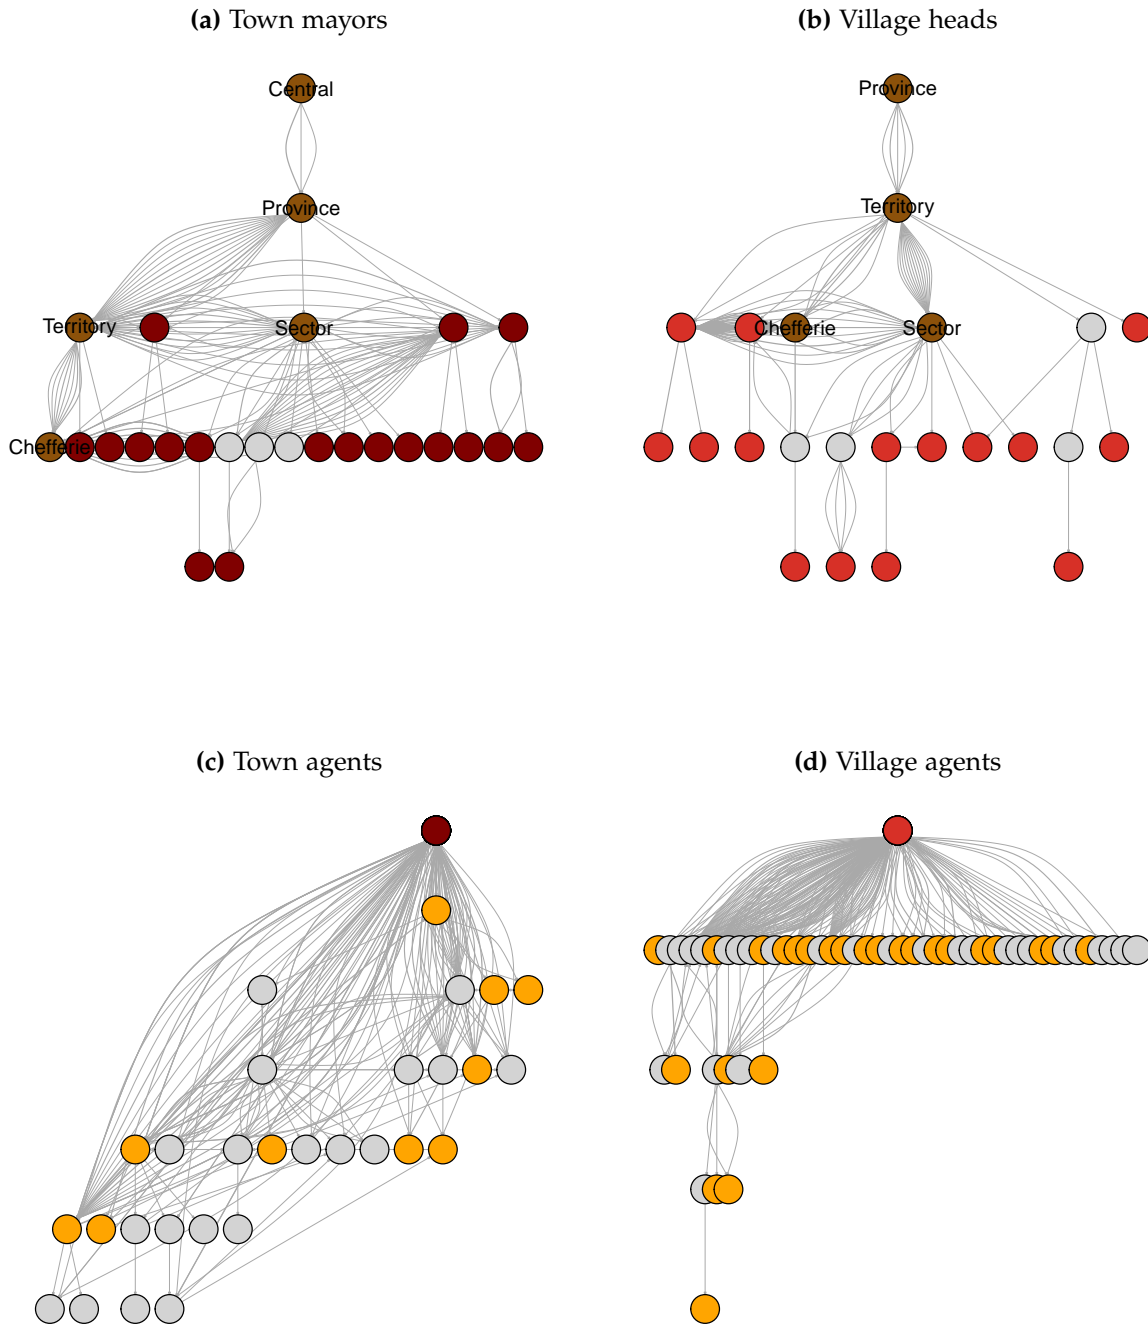 (a) Town mayors
(b) Village heads
Central
Province
Territory
Sector
Chefferie
Province
Territory
Chefferie
Sector
(c) Town agents
(d) Village agents